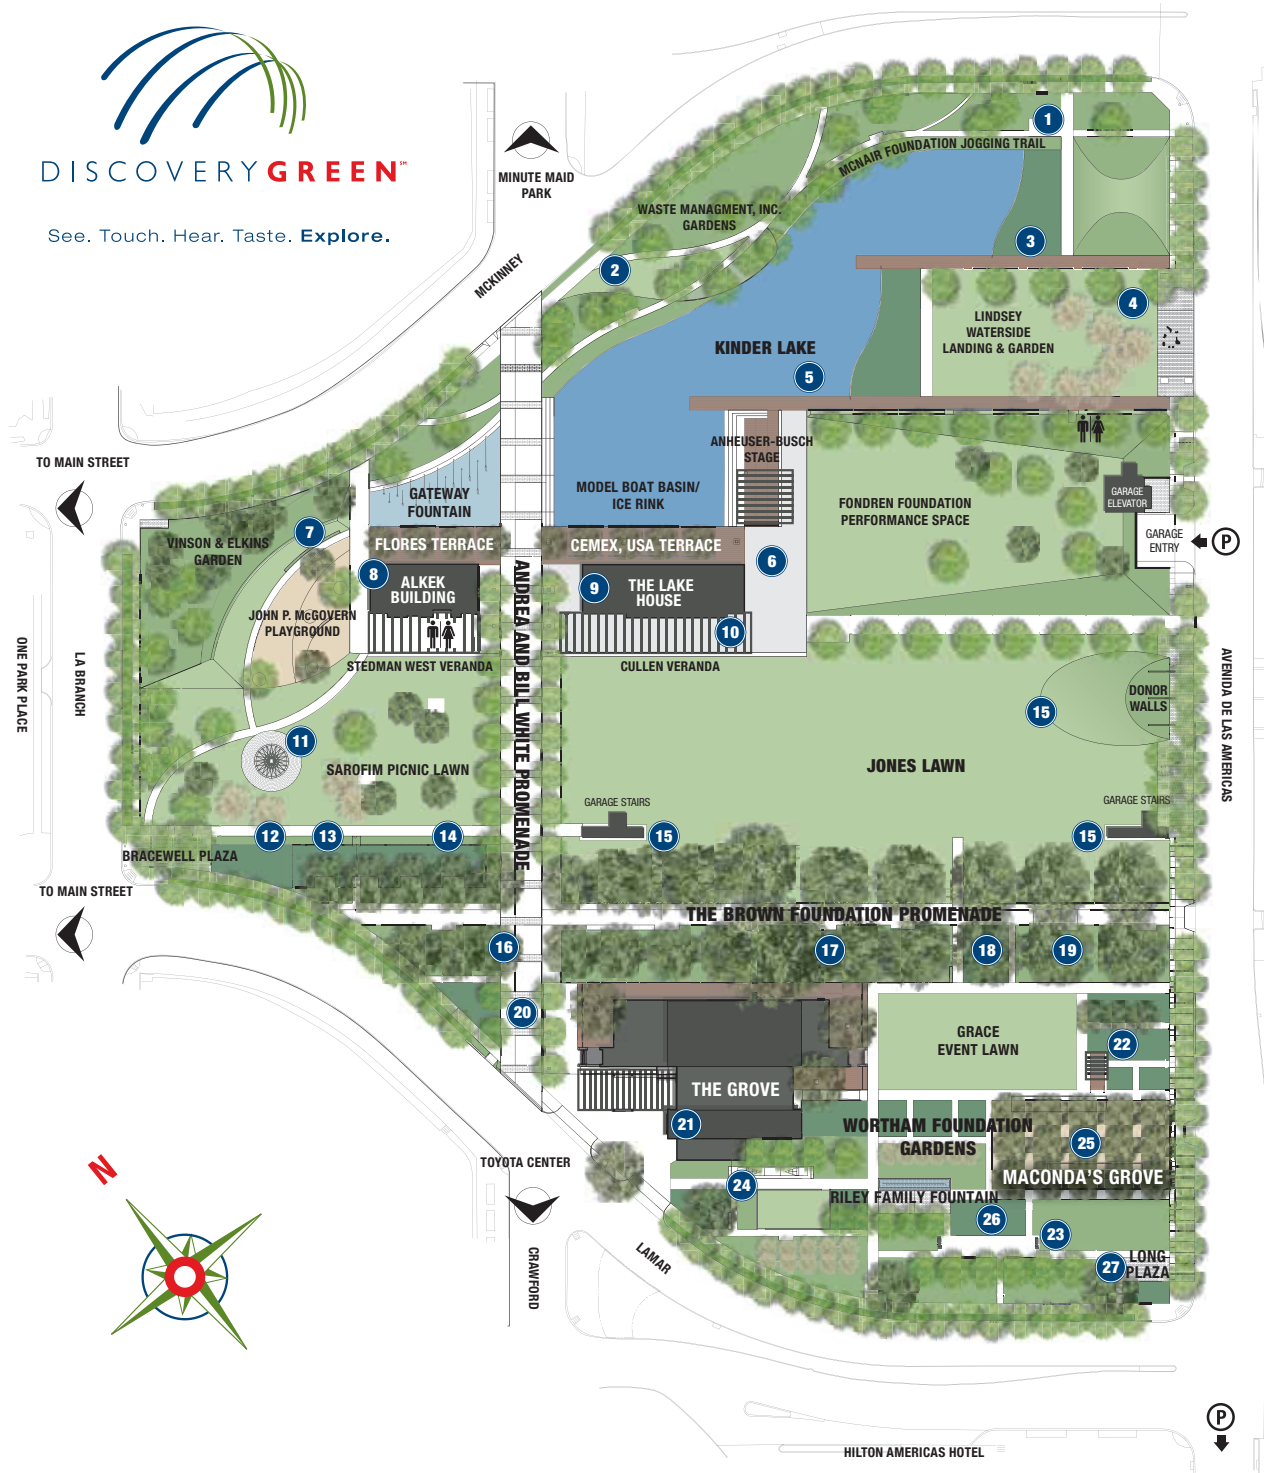 DISCOVERYGREEN℠
See. Touch. Hear. Taste. Explore.
MINUTE MAID
PARK
MCKINNEY
1
MCNAIR FOUNDATION JOGGING TRAIL
WASTE MANAGMENT, INC.
GARDENS
2
3
4
LINDSEY
WATERSIDE
LANDING & GARDEN
KINDER LAKE
5
ANHEUSER-BUSCH
STAGE
TO MAIN STREET
GATEWAY
FOUNTAIN
MODEL BOAT BASIN/
ICE RINK
FONDREN FOUNDATION
PERFORMANCE SPACE
GARAGE
ELEVATOR
GARAGE
ENTRY
P
7
VINSON & ELKINS
GARDEN
FLORES TERRACE
CEMEX, USA TERRACE
6
8
ALKEK
BUILDING
9
THE LAKE
HOUSE
10
JOHN P. McGOVERN
PLAYGROUND
STEDMAN WEST VERANDA
CULLEN VERANDA
ANDREA AND BILL WHITE PROMENADE
ONE PARK PLACE
LA BRANCH
AVENIDA DE LAS AMERICAS
DONOR
WALLS
15
11
SAROFIM PICNIC LAWN
JONES LAWN
GARAGE STAIRS
GARAGE STAIRS
12
13
14
15
15
BRACEWELL PLAZA
TO MAIN STREET
THE BROWN FOUNDATION PROMENADE
16
17
18
19
20
GRACE
EVENT LAWN
22
THE GROVE
21
WORTHAM FOUNDATION
GARDENS
25
MACONDA'S GROVE
TOYOTA CENTER
24
RILEY FAMILY FOUNTAIN
26
23
27
LONG
PLAZA
N
CRAWFORD
LAMAR
P
HILTON AMERICAS HOTEL